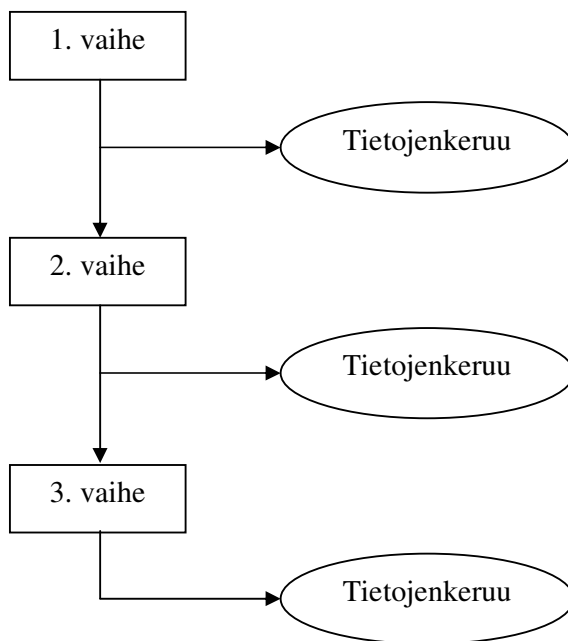 1. vaihe
Tietojenkeruu
2. vaihe
Tietojenkeruu
3. vaihe
Tietojenkeruu